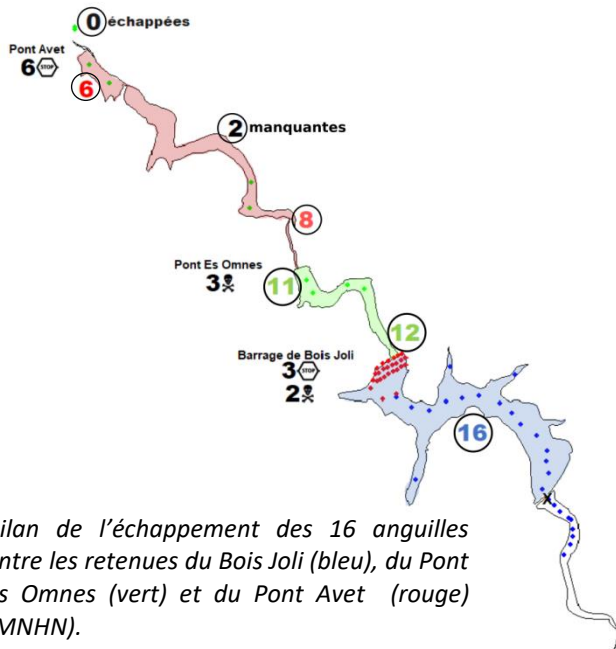 0 échappées
Pont Avet
6 STOP
6
2 manquantes
8
Pont Es Omnes
3
11
12
Barrage de Bois Joli
3 STOP
2
16
X
ilan de l'échappement des 16 anguilles
ntre les retenues du Bois Joli (bleu), du Pont
s Omnes (vert) et du Pont Avet (rouge)
MNHN).